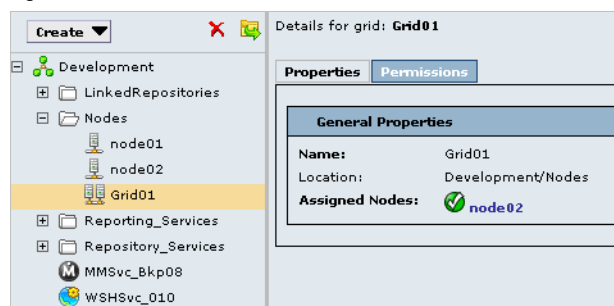 Create
Development
LinkedRepositories
Nodes
node01
node02
Grid01
Reporting_Services
Repository_Services
MMSvc_Bkp08
WSHSvc_010
Details for grid: Grid01
Properties Permissions
General Properties
Name: Grid01
Location: Development/Nodes
Assigned Nodes: node02